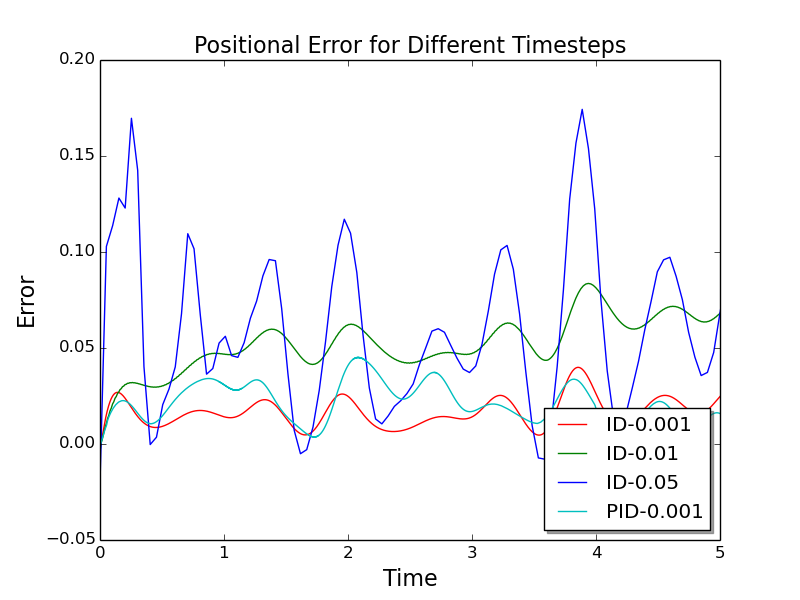 Positional Error for Different Timesteps
0.20
0.15
0.10
0.05
0.00
−0.05
Error
0 1 2 3 4 5
Time
ID-0.001
ID-0.01
ID-0.05
PID-0.001